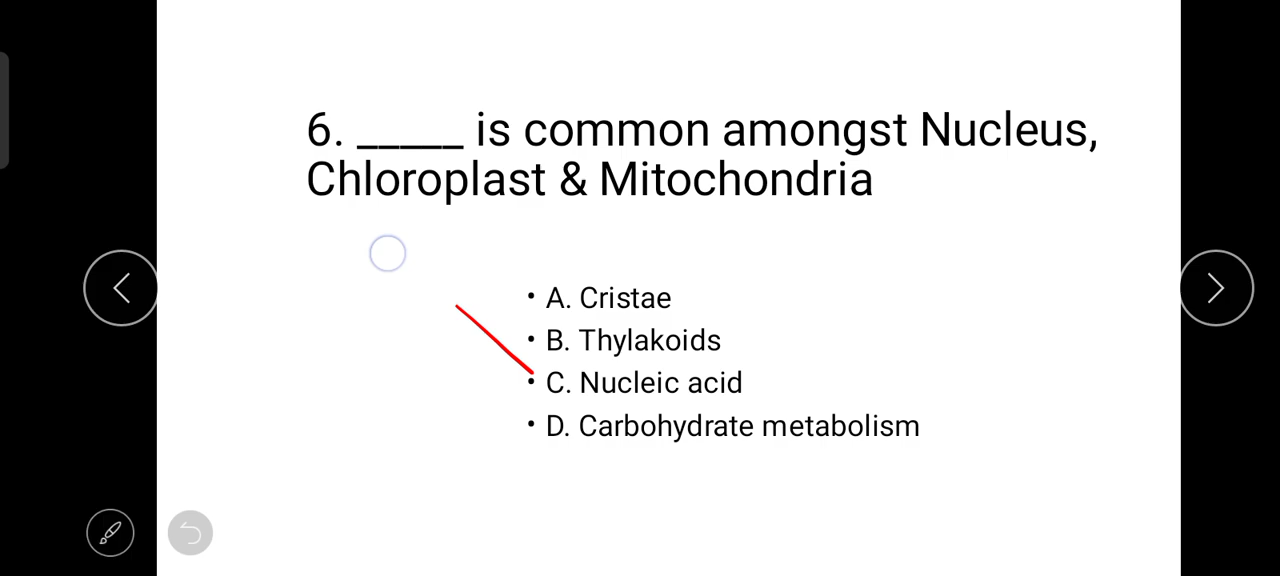 6. _____ is common amongst Nucleus,
Chloroplast & Mitochondria
• A. Cristae
• B. Thylakoids
• C. Nucleic acid
• D. Carbohydrate metabolism